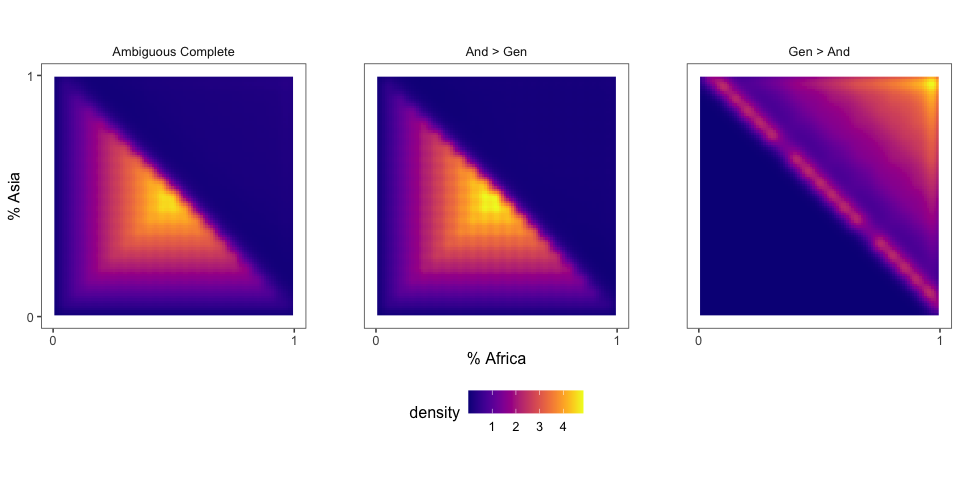 Ambiguous Complete
And > Gen
Gen > And
% Asia
1
0
0 1
0 1
0 1
% Africa
density
1 2 3 4